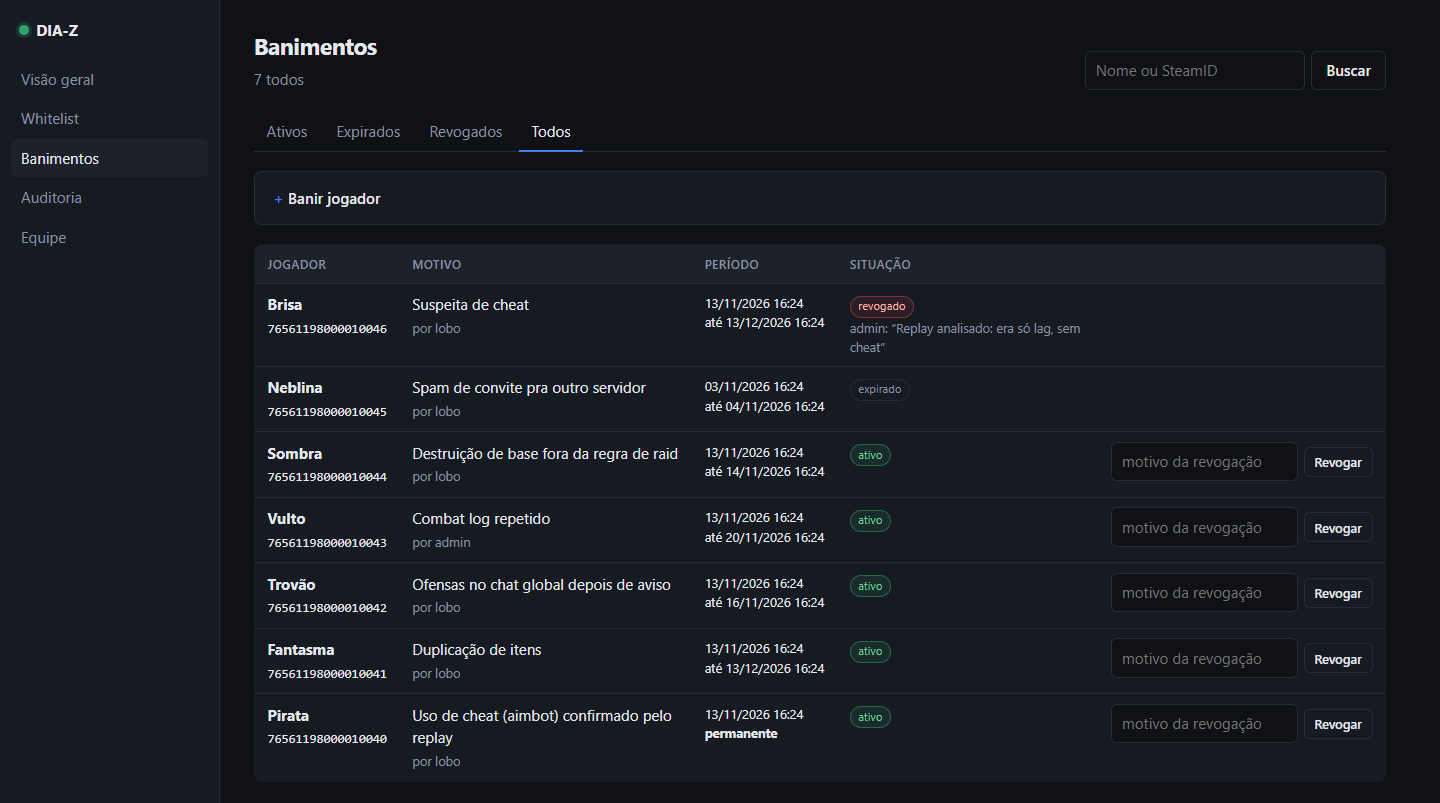 DIA-Z
Visão geral
Whitelist
Banimentos
Auditoria
Equipe
Banimentos
7 todos
Nome ou SteamID
Buscar
Ativos
Expirados
Revogados
Todos
+ Banir jogador
JOGADOR
MOTIVO
PERÍODO
SITUAÇÃO
Brisa
76561198000010046
Suspeita de cheat
por lobo
13/11/2026 16:24
até 13/12/2026 16:24
revogado
admin: “Replay analisado: era só lag, sem
cheat”
Neblina
76561198000010045
Spam de convite pra outro servidor
por lobo
03/11/2026 16:24
até 04/11/2026 16:24
expirado
Sombra
76561198000010044
Destruição de base fora da regra de raid
por lobo
13/11/2026 16:24
até 14/11/2026 16:24
ativo
motivo da revogação
Revogar
Vulto
76561198000010043
Combat log repetido
por admin
13/11/2026 16:24
até 20/11/2026 16:24
ativo
motivo da revogação
Revogar
Trovão
76561198000010042
Ofensas no chat global depois de aviso
por lobo
13/11/2026 16:24
até 16/11/2026 16:24
ativo
motivo da revogação
Revogar
Fantasma
76561198000010041
Duplicação de itens
por lobo
13/11/2026 16:24
até 13/12/2026 16:24
ativo
motivo da revogação
Revogar
Pirata
76561198000010040
Uso de cheat (aimbot) confirmado pelo
replay
por lobo
13/11/2026 16:24
permanente
ativo
motivo da revogação
Revogar